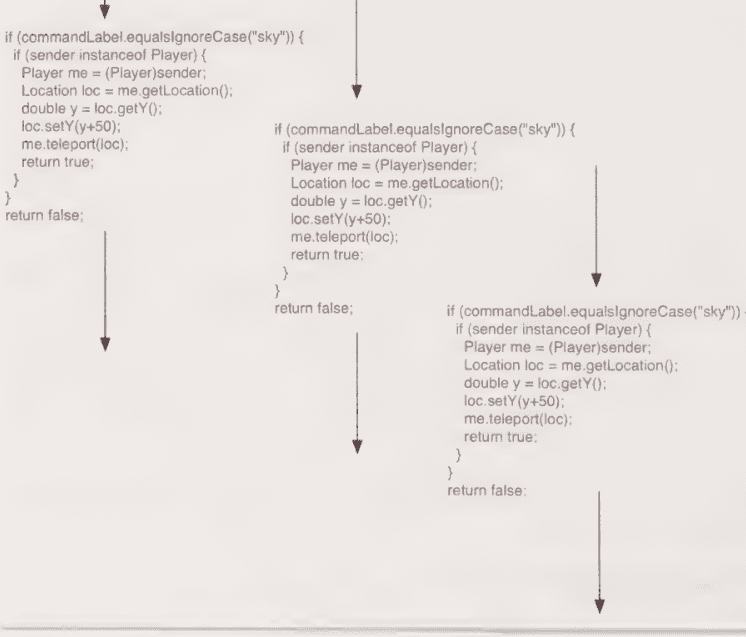 if (commandLabel.equalsIgnoreCase("sky")) {
if (sender instanceof Player) {
Player me = (Player)sender;
Location loc = me.getLocation();
double y = loc.getY();
loc.setY(y+50);
me.teleport(loc);
return true;
}
}
return false;
if (commandLabel.equalsIgnoreCase("sky")) {
if (sender instanceof Player) {
Player me = (Player)sender;
Location loc = me.getLocation();
double y = loc.getY();
loc.setY(y+50);
me.teleport(loc);
return true;
}
}
return false;
if (commandLabel.equalsIgnoreCase("sky")) {
if (sender instanceof Player) {
Player me = (Player)sender;
Location loc = me.getLocation();
double y = loc.getY();
loc.setY(y+50);
me.teleport(loc);
return true;
}
}
return false;